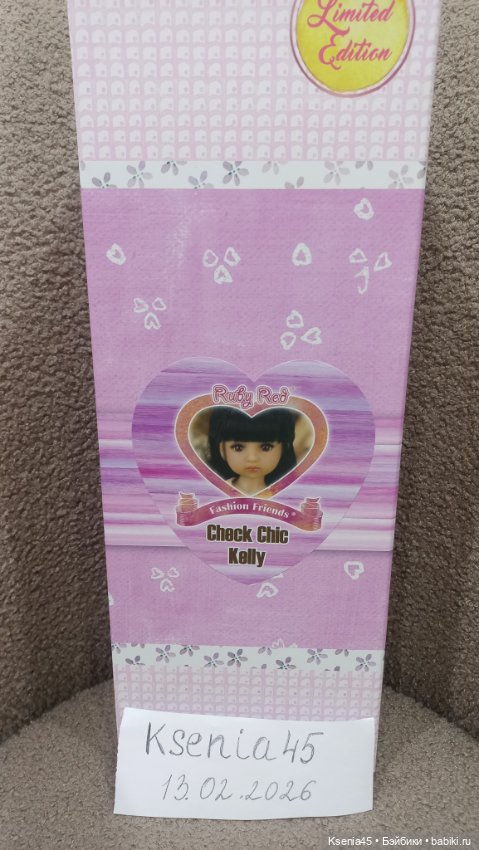 Limited
Edition
Ruby Red
Fashion Friends®
Check Chic
Kelly
Ksenia45
13.02.2026
Ksenia45 • Бэйбики • babiki.ru